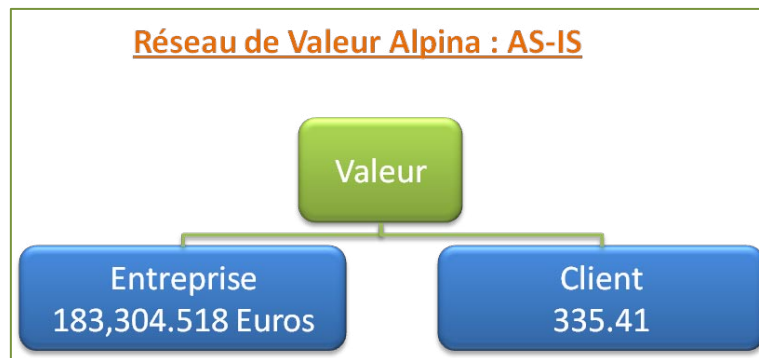 Réseau de Valeur Alpina : AS-IS
Valeur
Entreprise
183,304.518 Euros
Client
335.41